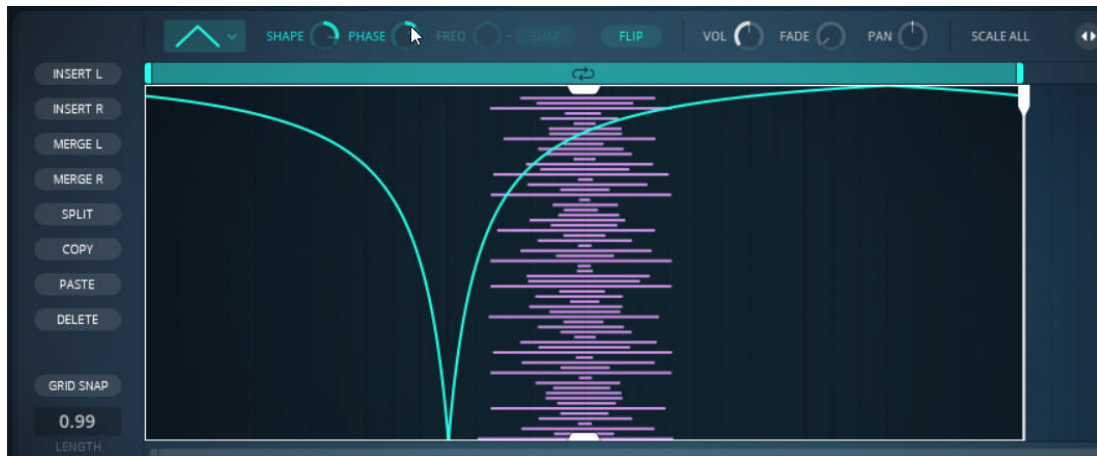 SHAPE PHASE FREQ SNAP FLIP VOL FADE PAN SCALE ALL
INSERT L
INSERT R
MERGE L
MERGE R
SPLIT
COPY
PASTE
DELETE
GRID SNAP
0.99
LENGTH